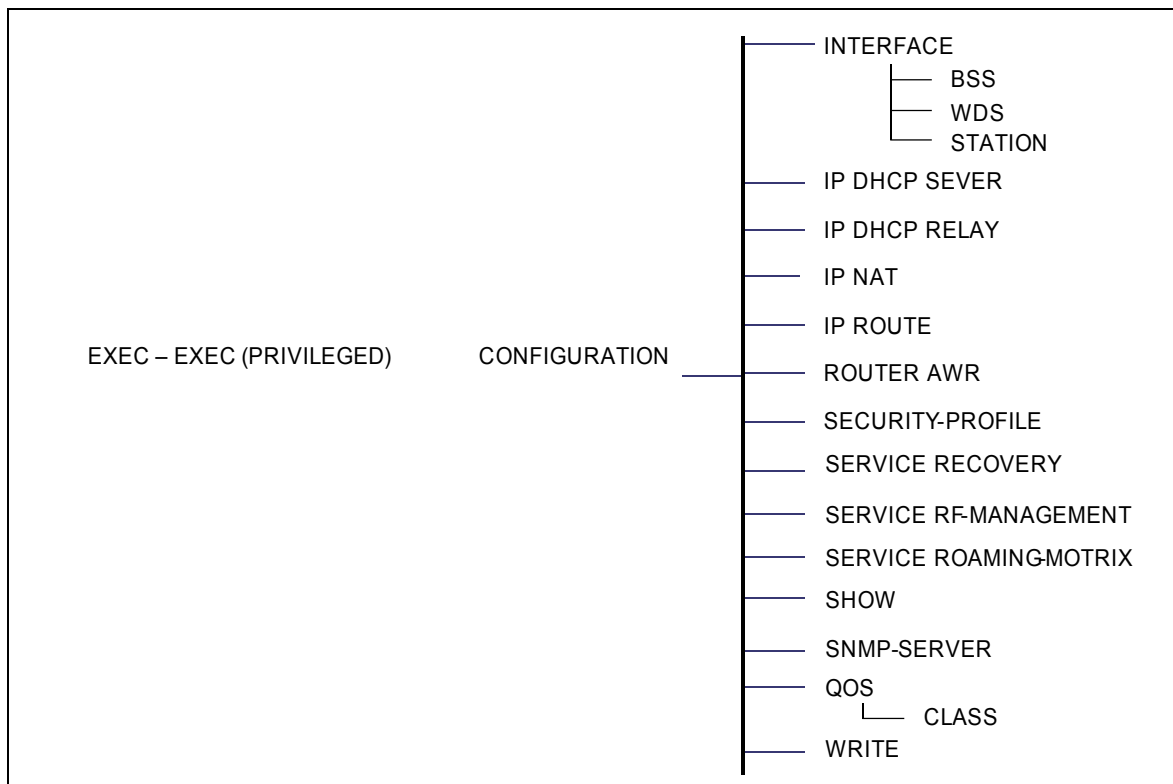 INTERFACE
BSS
WDS
STATION
IP DHCP SEVER
IP DHCP RELAY
IP NAT
IP ROUTE
EXEC – EXEC (PRIVILEGED) CONFIGURATION
ROUTER AWR
SECURITY-PROFILE
SERVICE RECOVERY
SERVICE RF-MANAGEMENT
SERVICE ROAMING-MOTRIX
SHOW
SNMP-SERVER
QOS
CLASS
WRITE